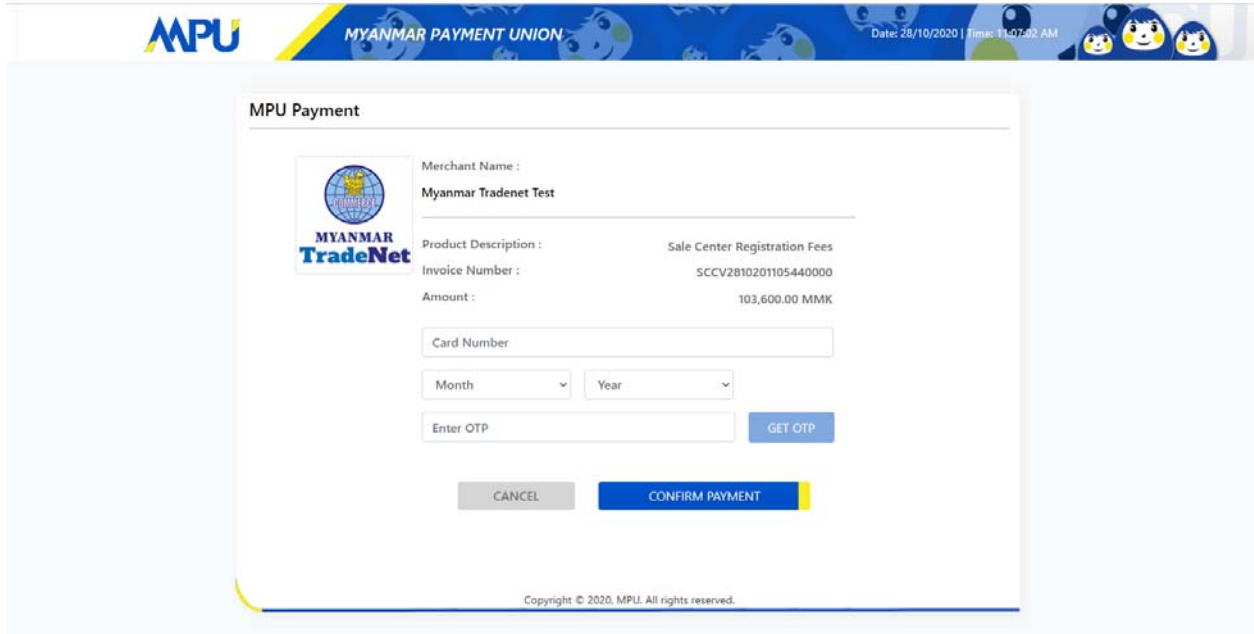 MPU
MYANMAR PAYMENT UNION
Date: 28/10/2020 | Time: 11:07:02 AM
MPU Payment
Merchant Name :
Myanmar Tradenet Test
COMMERCE
MYANMAR
TradeNet
Product Description : Sale Center Registration Fees
Invoice Number : SCCV2810201105440000
Amount : 103,600.00 MMK
Card Number
Month Year
Enter OTP GET OTP
CANCEL CONFIRM PAYMENT
Copyright © 2020, MPU. All rights reserved.